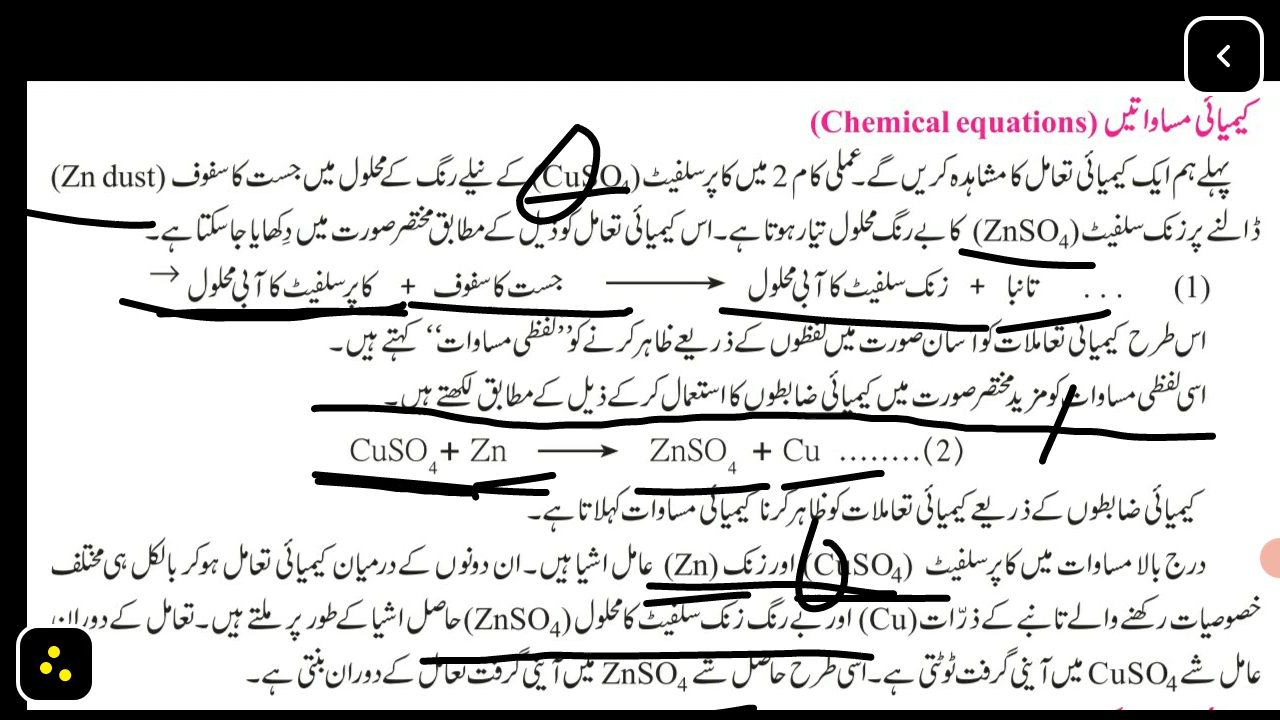 کیمیائی مساواتیں (Chemical equations)
پہلے ہم ایک کیمیائی تعامل کا مشاہدہ کریں گے۔ عملی کام 2 میں کاپر سلفیٹ (CuSO₄) کے نیلے رنگ کے محلول میں جست کا سفوف (Zn dust)
ڈالنے پر زنک سلفیٹ (ZnSO₄) کا بے رنگ محلول تیار ہوتا ہے۔ اس کیمیائی تعامل کو ذیل کے مطابق مختصر صورت میں دِکھایا جا سکتا ہے۔
→ کاپر سلفیٹ کا آبی محلول + جست کا سفوف ⟶ زنک سلفیٹ کا آبی محلول + تانبا ... (1)
اس طرح کیمیائی تعاملات کو آسان صورت میں لفظوں کے ذریعے ظاہر کرنے کو ’’لفظی مساوات‘‘ کہتے ہیں۔
اسی لفظی مساوات کو مزید مختصر صورت میں کیمیائی ضابطوں کا استعمال کرکے ذیل کے مطابق لکھتے ہیں۔
CuSO₄ + Zn ⟶ ZnSO₄ + Cu ........(2)
کیمیائی ضابطوں کے ذریعے کیمیائی تعاملات کو ظاہر کرنا کیمیائی مساوات کہلاتا ہے۔
درج بالا مساوات میں کاپر سلفیٹ (CuSO₄) اور زنک (Zn) عامل اشیا ہیں۔ ان دونوں کے درمیان کیمیائی تعامل ہوکر بالکل ہی مختلف
خصوصیات رکھنے والے تانبے کے ذرّات (Cu) اور بے رنگ زنک سلفیٹ کا محلول (ZnSO₄) حاصل اشیا کے طور پر ملتے ہیں۔ تعامل کے دوران
عامل شے CuSO₄ میں آینی گرفت ٹوٹتی ہے۔ اسی طرح حاصل شے ZnSO₄ میں آینی گرفت تعامل کے دوران بنتی ہے۔